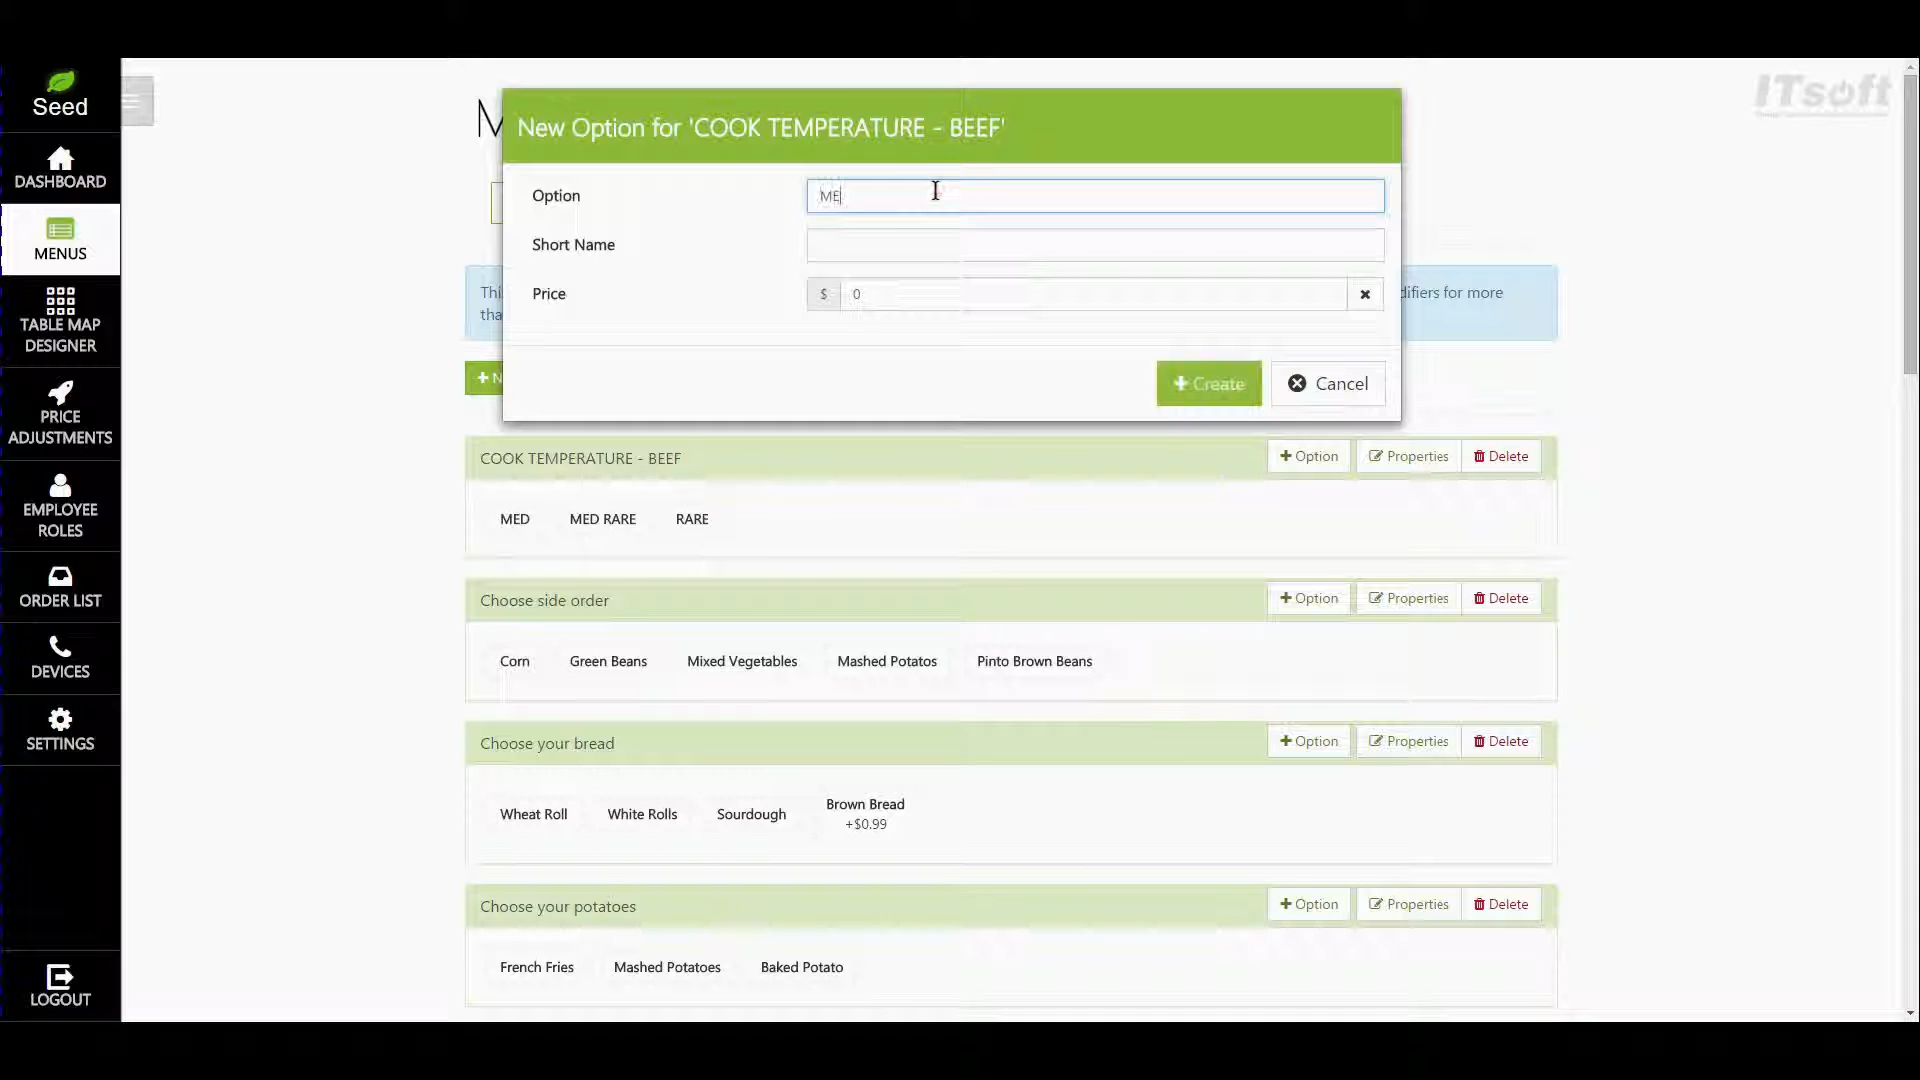 Seed
DASHBOARD
MENUS
TABLE MAP
DESIGNER
PRICE
ADJUSTMENTS
EMPLOYEE
ROLES
ORDER LIST
DEVICES
SETTINGS
LOGOUT
ITsoft
M
New Option for 'COOK TEMPERATURE - BEEF'
Option
ME
Short Name
Price
$
0
Create
Cancel
Thi
difiers for more
tha
N
COOK TEMPERATURE - BEEF
Option
Properties
Delete
MED
MED RARE
RARE
Choose side order
Option
Properties
Delete
Corn
Green Beans
Mixed Vegetables
Mashed Potatos
Pinto Brown Beans
Choose your bread
Option
Properties
Delete
Wheat Roll
White Rolls
Sourdough
Brown Bread
+$0.99
Choose your potatoes
Option
Properties
Delete
French Fries
Mashed Potatoes
Baked Potato